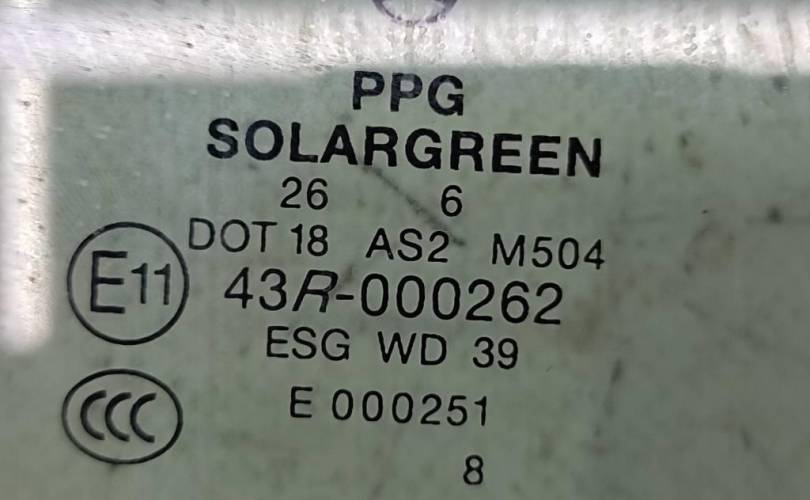 PPG
SOLARGREEN
26 6
DOT 18 AS2 M504
E11 43R-000262
ESG WD 39
CCC E 000251
8